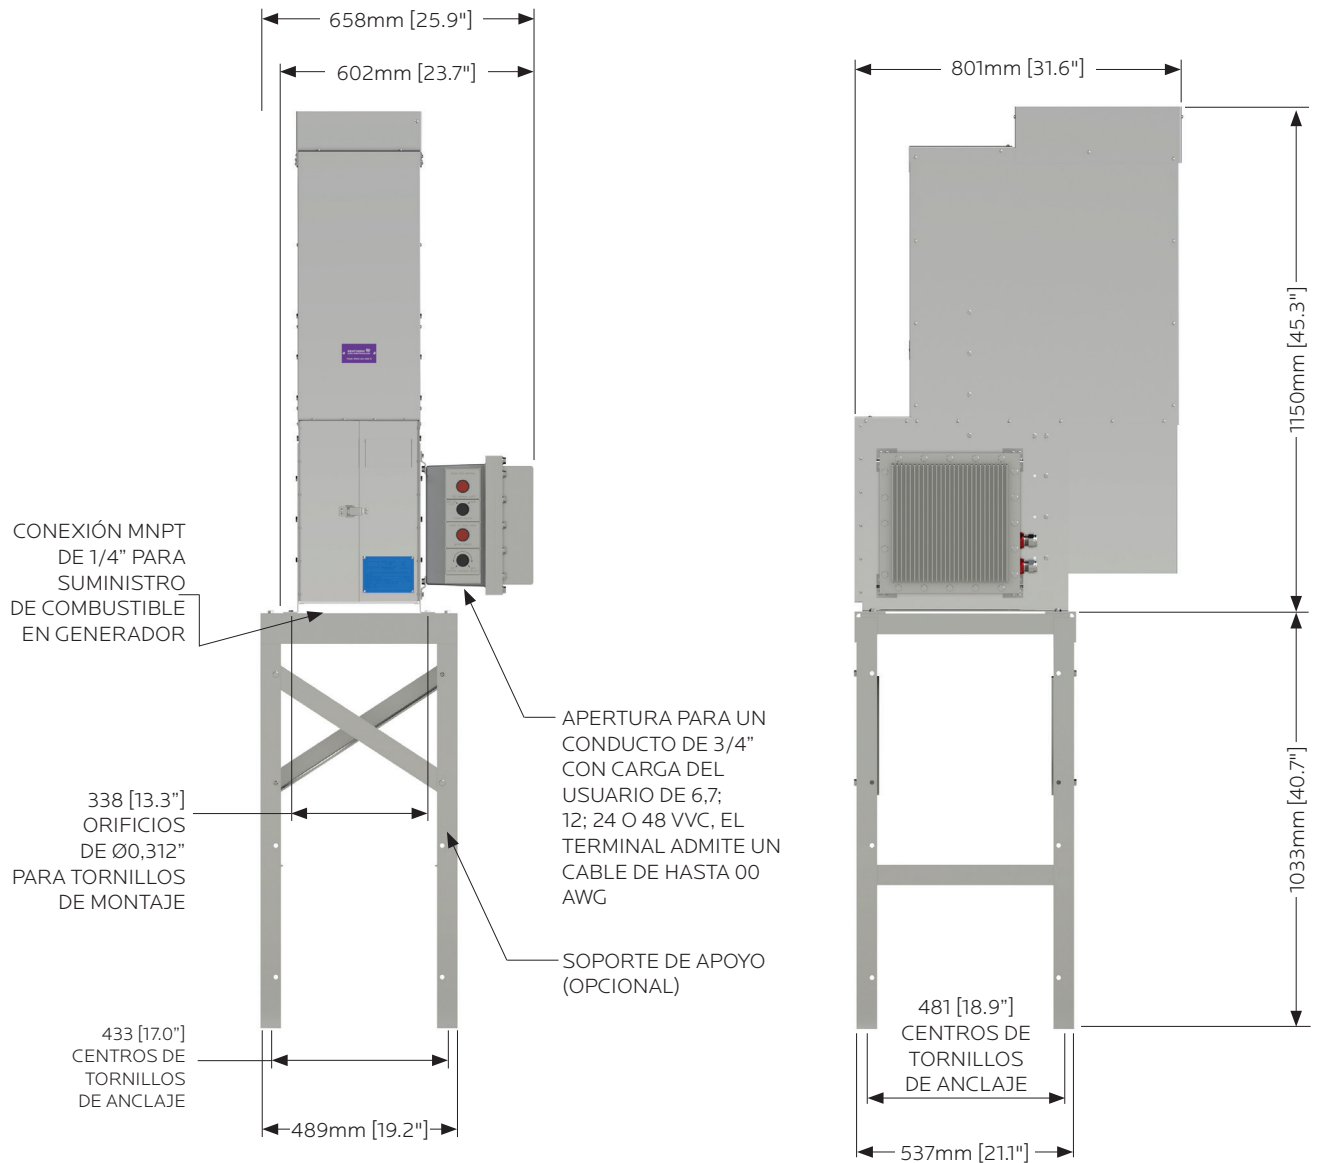 658mm [25.9"]
602mm [23.7"]
801mm [31.6"]
1150mm [45.3"]
CONEXIÓN MNPT
DE 1/4” PARA
SUMINISTRO
DE COMBUSTIBLE
EN GENERADOR
APERTURA PARA UN
CONDUCTO DE 3/4”
CON CARGA DEL
USUARIO DE 6,7;
12; 24 O 48 VVC, EL
TERMINAL ADMITE UN
CABLE DE HASTA 00
AWG
338 [13.3”]
ORIFICIOS
DE Ø0,312”
PARA TORNILLOS
DE MONTAJE
1033mm [40.7"]
SOPORTE DE APOYO
(OPCIONAL)
433 [17.0”]
CENTROS DE
TORNILLOS
DE ANCLAJE
481 [18.9”]
CENTROS DE
TORNILLOS
DE ANCLAJE
489mm [19.2"]
537mm [21.1"]